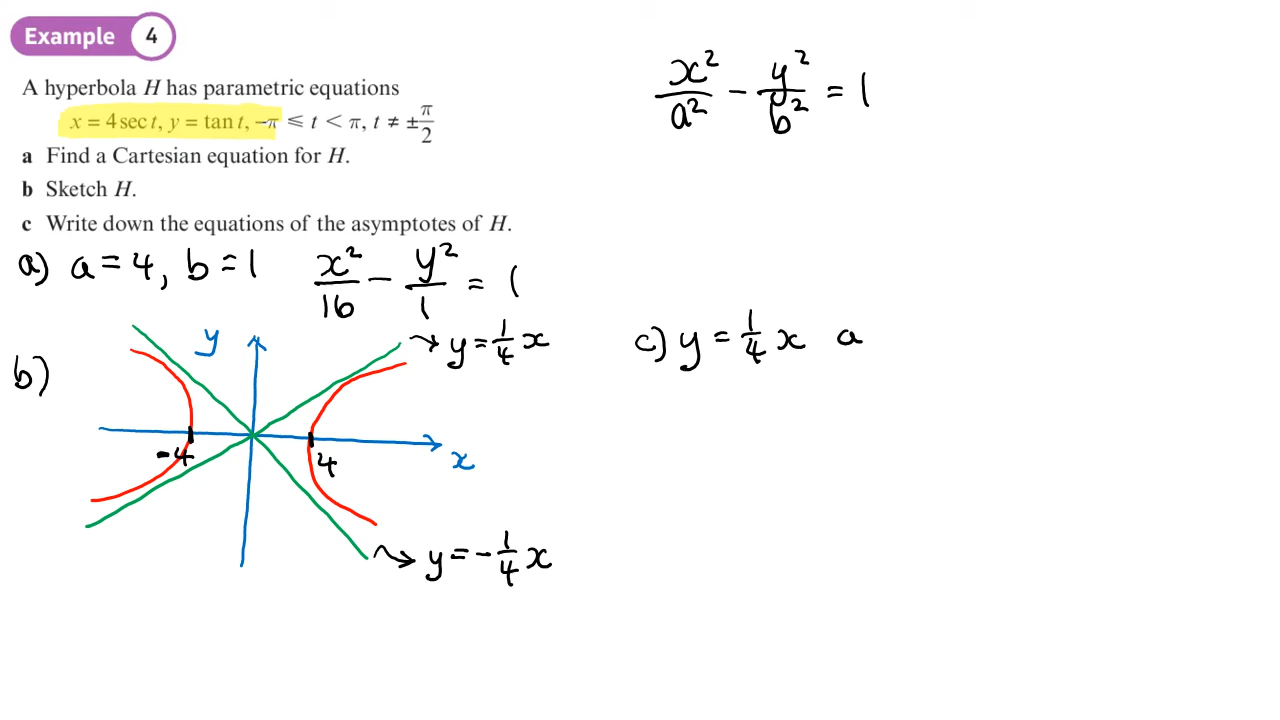 Example 4
A hyperbola H has parametric equations
x = 4 sec t, y = tan t, −π ⩽ t < π, t ≠ ±π/2
a Find a Cartesian equation for H.
b Sketch H.
c Write down the equations of the asymptotes of H.
x²/a² − y²/b² = 1
a) a = 4, b = 1 x²/16 − y²/1 = 1
b)
y
y = 1/4 x
-4
4
x
y = −1/4 x
c) y = 1/4 x a